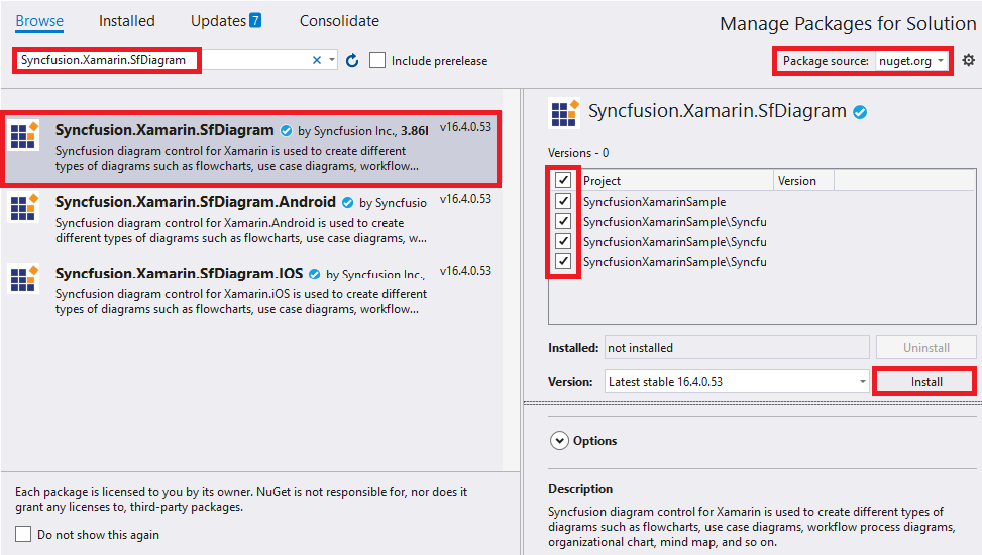 Browse Installed Updates 7 Consolidate
Manage Packages for Solution
Syncfusion.Xamarin.SfDiagram
Include prerelease
Package source: nuget.org
Syncfusion.Xamarin.SfDiagram by Syncfusion Inc., 3.86 v16.4.0.53
Syncfusion diagram control for Xamarin is used to create different
types of diagrams such as flowcharts, use case diagrams, workflow...
Syncfusion.Xamarin.SfDiagram.Android by Syncfusio v16.4.0.53
Syncfusion diagram control for Xamarin.Android is used to create
different types of diagrams such as flowcharts, use case diagrams, w...
Syncfusion.Xamarin.SfDiagram.IOS by Syncfusion Inc., v16.4.0.53
Syncfusion diagram control for Xamarin.iOS is used to create different
types of diagrams such as flowcharts, use case diagrams, workflow...
Each package is licensed to you by its owner. NuGet is not responsible for, nor does it
grant any licenses to, third-party packages.
Do not show this again
Syncfusion.Xamarin.SfDiagram
Versions - 0
Project Version
SyncfusionXamarinSample
SyncfusionXamarinSample\Syncfu
SyncfusionXamarinSample\Syncfu
SyncfusionXamarinSample\Syncfu
Installed: not installed Uninstall
Version: Latest stable 16.4.0.53 Install
Options
Description
Syncfusion diagram control for Xamarin is used to create different types of
diagrams such as flowcharts, use case diagrams, workflow process diagrams,
organizational chart, mind map, and so on.